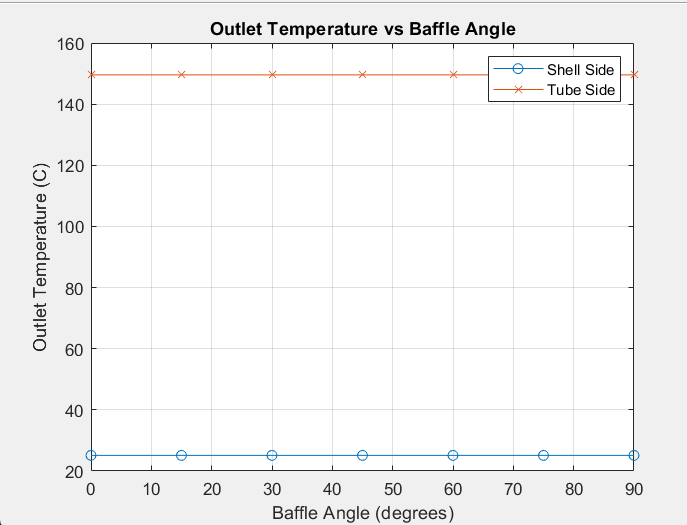 Outlet Temperature vs Baffle Angle
160
140
120
100
80
60
40
20
Outlet Temperature (C)
Shell Side
Tube Side
0 10 20 30 40 50 60 70 80 90
Baffle Angle (degrees)